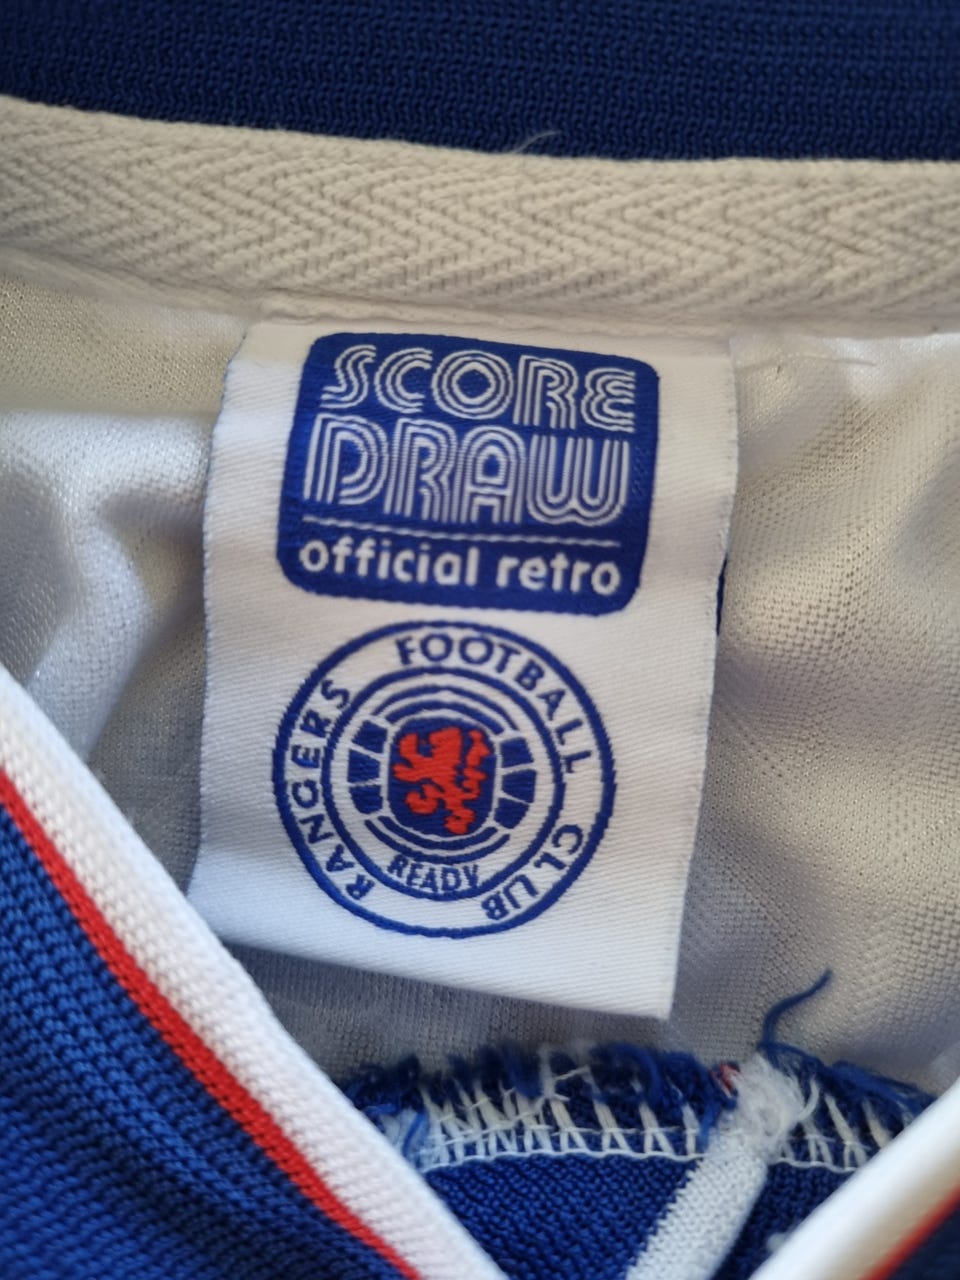 SCORE
DRAW
official retro
RANGERS FOOTBALL CLUB
READY